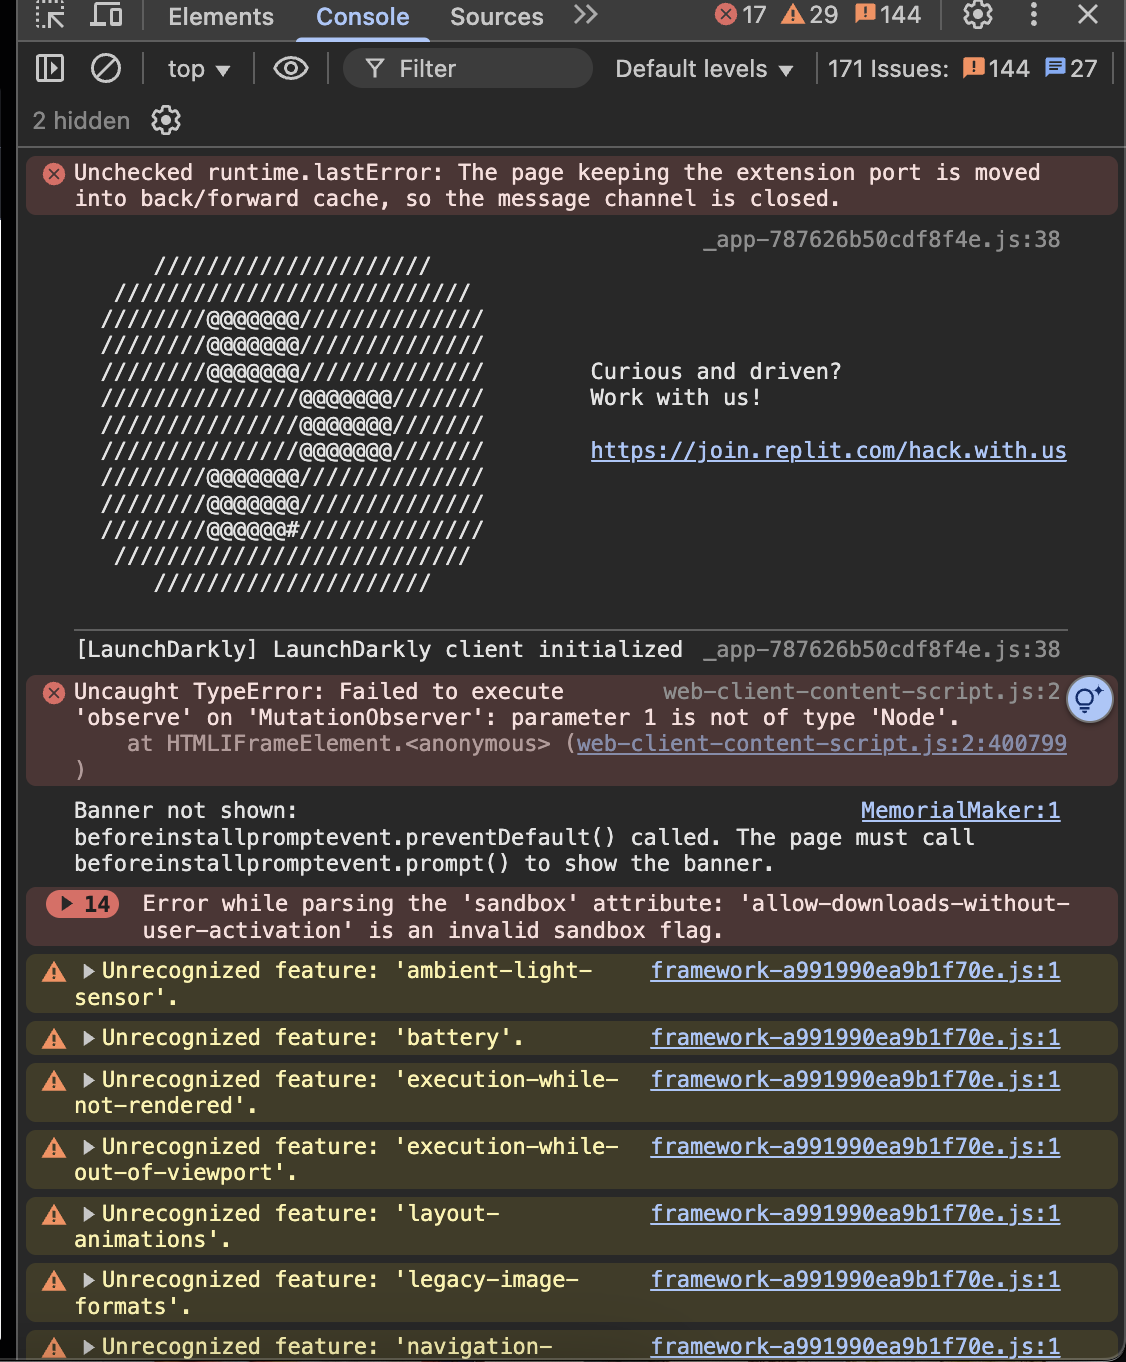 Elements Console Sources 17 29 144
top Filter Default levels 171 Issues: 144 27
2 hidden
Unchecked runtime.lastError: The page keeping the extension port is moved
into back/forward cache, so the message channel is closed.
_app-787626b50cdf8f4e.js:38
/////////////////////
///////////////////////////
////////@@@@@@@//////////////
////////@@@@@@@//////////////
////////@@@@@@@////////////// Curious and driven?
///////////////@@@@@@@/////// Work with us!
///////////////@@@@@@@///////
///////////////@@@@@@@/////// https://join.replit.com/hack.with.us
////////@@@@@@@//////////////
////////@@@@@@@//////////////
////////@@@@@@#//////////////
///////////////////////////
/////////////////////
[LaunchDarkly] LaunchDarkly client initialized _app-787626b50cdf8f4e.js:38
Uncaught TypeError: Failed to execute web-client-content-script.js:2
'observe' on 'MutationObserver': parameter 1 is not of type 'Node'.
at HTMLIFrameElement.<anonymous> (web-client-content-script.js:2:400799
)
Banner not shown: MemorialMaker:1
beforeinstallpromptevent.preventDefault() called. The page must call
beforeinstallpromptevent.prompt() to show the banner.
14 Error while parsing the 'sandbox' attribute: 'allow-downloads-without-
user-activation' is an invalid sandbox flag.
Unrecognized feature: 'ambient-light- framework-a991990ea9b1f70e.js:1
sensor'.
Unrecognized feature: 'battery'. framework-a991990ea9b1f70e.js:1
Unrecognized feature: 'execution-while- framework-a991990ea9b1f70e.js:1
not-rendered'.
Unrecognized feature: 'execution-while- framework-a991990ea9b1f70e.js:1
out-of-viewport'.
Unrecognized feature: 'layout- framework-a991990ea9b1f70e.js:1
animations'.
Unrecognized feature: 'legacy-image- framework-a991990ea9b1f70e.js:1
formats'.
Unrecognized feature: 'navigation- framework-a991990ea9b1f70e.js:1